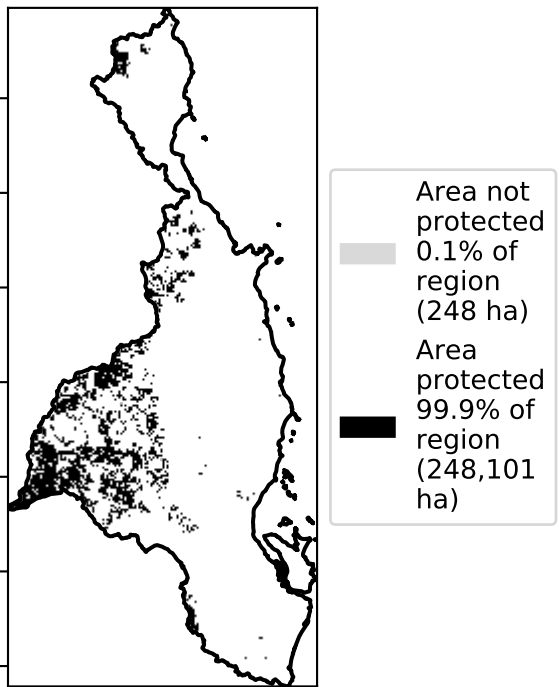 Area not
protected
0.1% of
region
(248 ha)
Area
protected
99.9% of
region
(248,101
ha)